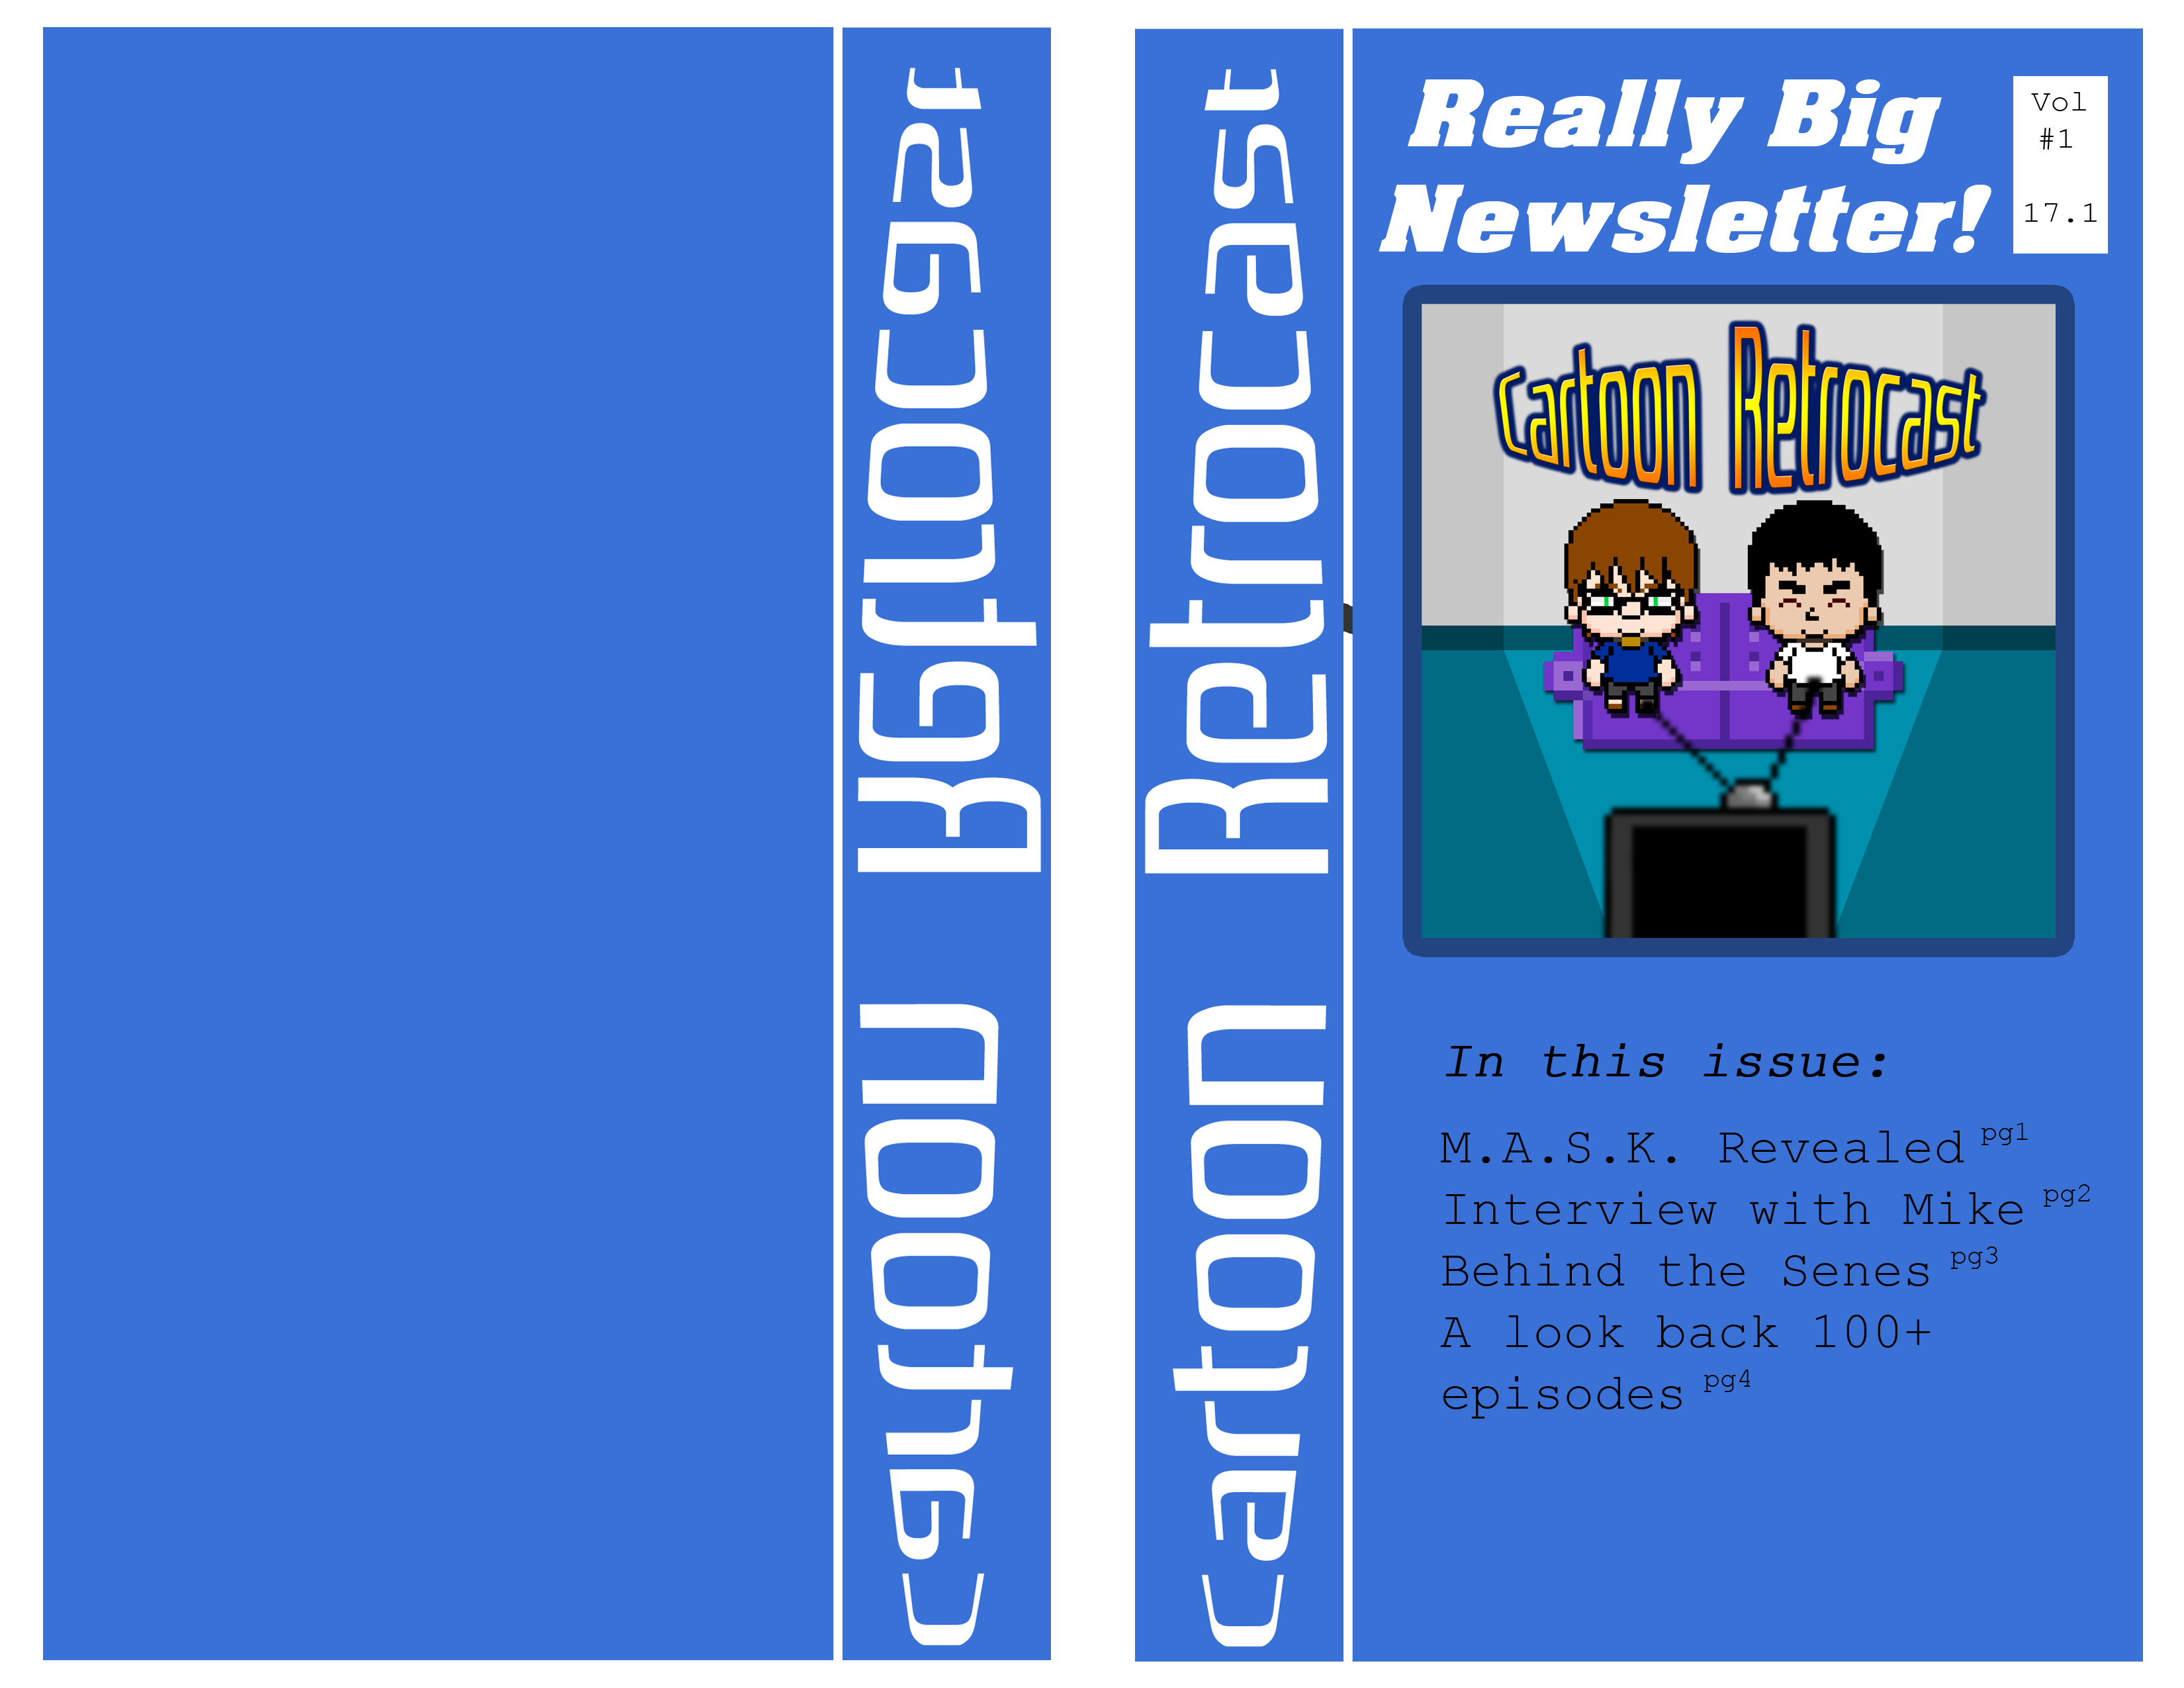 Cartoon Retrocast
Cartoon Retrocast
Really Big
Newsletter!
Vol
#1
17.1
Cartoon Retrocast
In this issue:
M.A.S.K. Revealed pg1
Interview with Mike pg2
Behind the Senes pg3
A look back 100+
episodes pg4